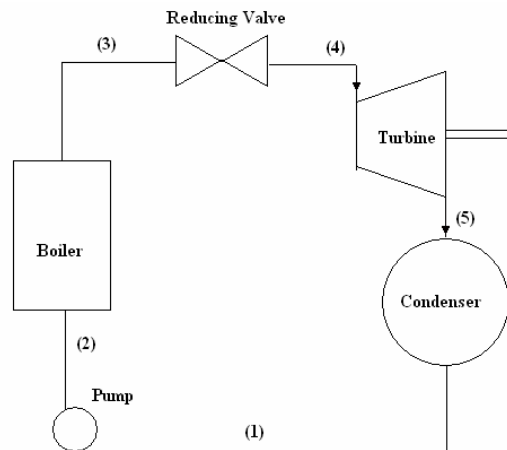 Reducing Valve
(3)
(4)
Turbine
(5)
Boiler
Condenser
(2)
Pump
(1)